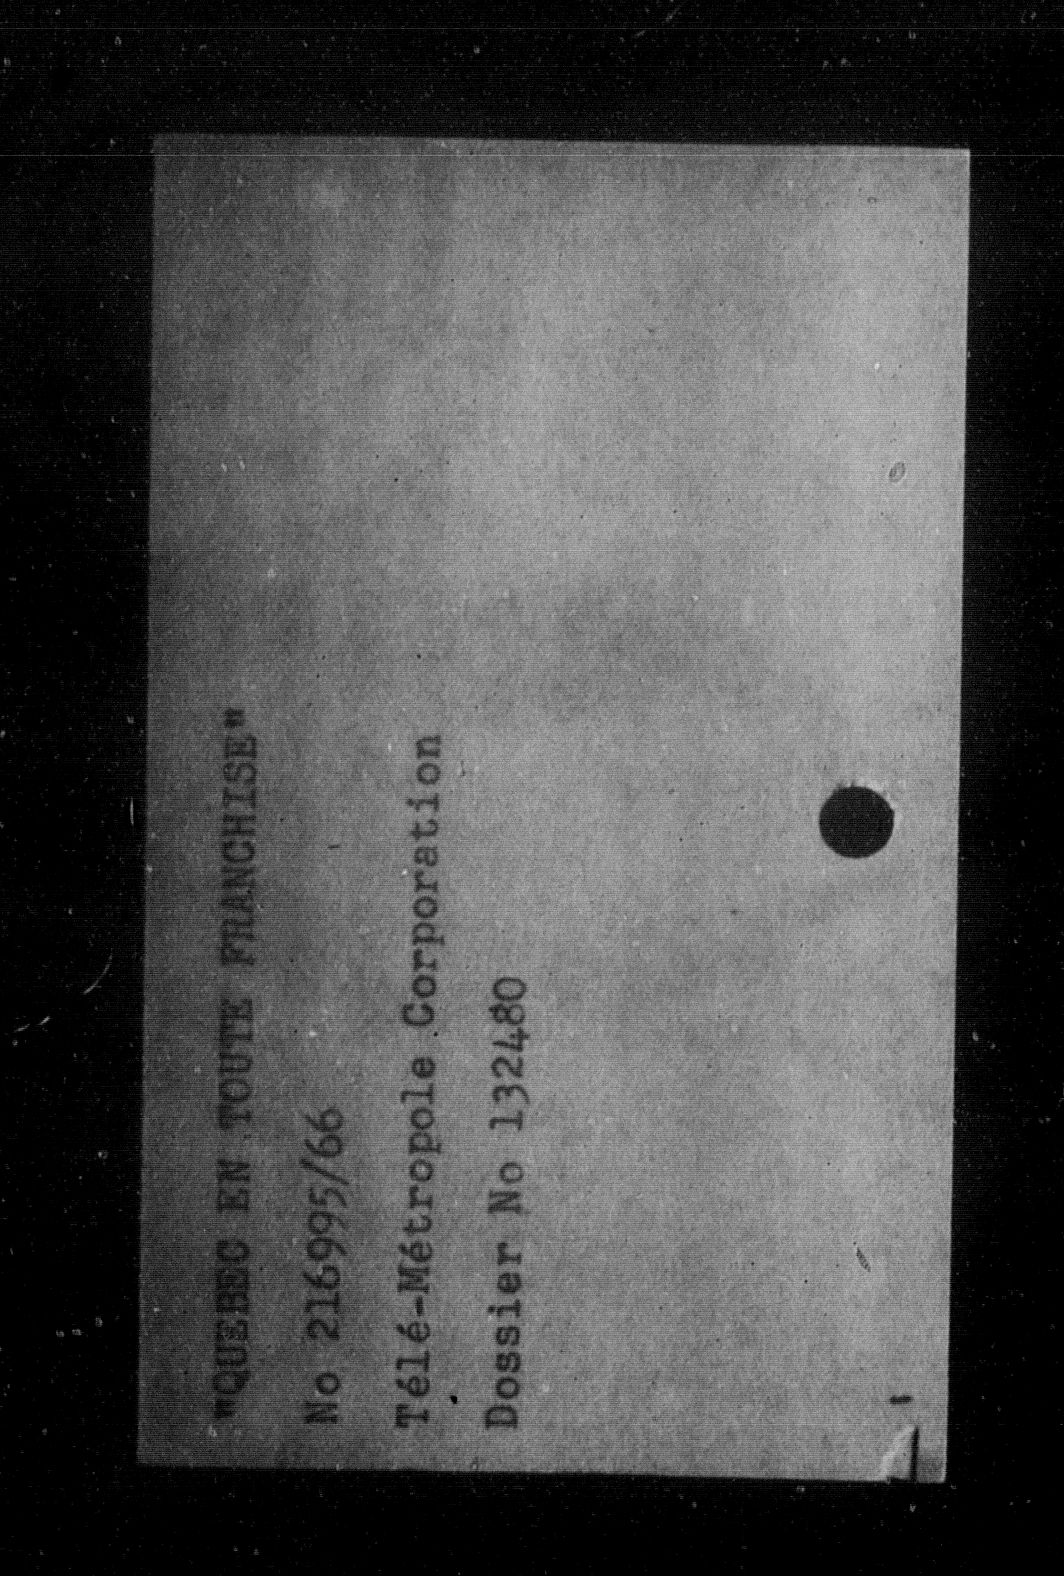 "QUEBEC EN TOUTE FRANCHISE"
No 216995/66
Télé-Métropole Corporation
Dossier No 132480